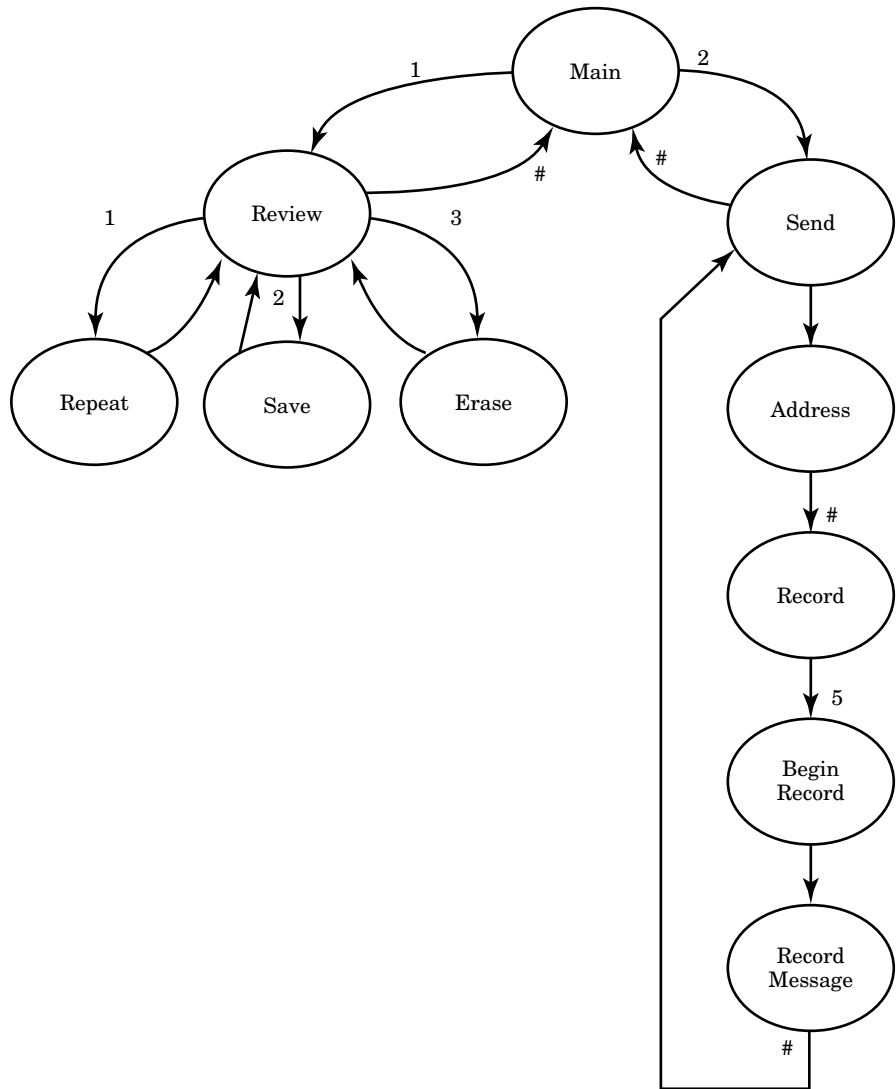 Main
1
2
#
#
Review
Send
1
3
2
Repeat
Save
Erase
Address
#
Record
5
Begin
Record
Record
Message
#